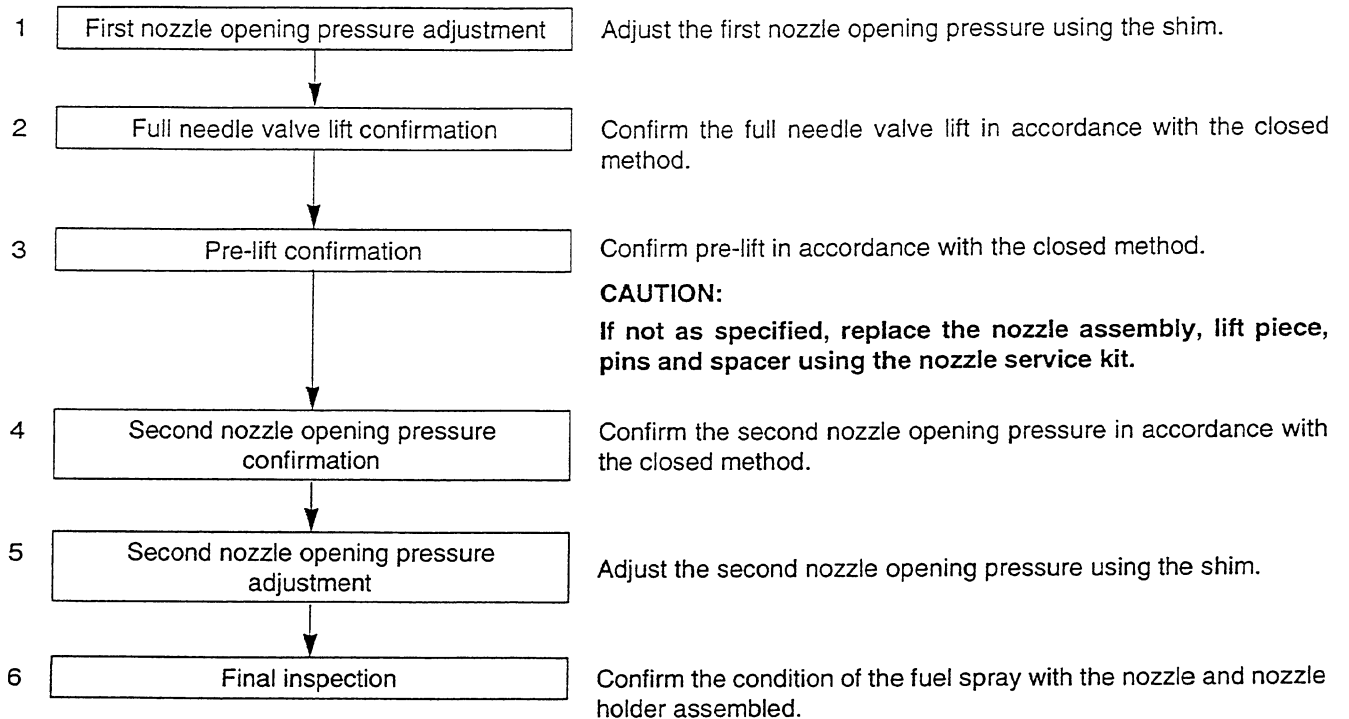 1 First nozzle opening pressure adjustment Adjust the first nozzle opening pressure using the shim.
2 Full needle valve lift confirmation Confirm the full needle valve lift in accordance with the closed
method.
3 Pre-lift confirmation Confirm pre-lift in accordance with the closed method.
CAUTION:
If not as specified, replace the nozzle assembly, lift piece,
pins and spacer using the nozzle service kit.
4 Second nozzle opening pressure
confirmation
Confirm the second nozzle opening pressure in accordance with
the closed method.
5 Second nozzle opening pressure
adjustment
Adjust the second nozzle opening pressure using the shim.
6 Final inspection Confirm the condition of the fuel spray with the nozzle and nozzle
holder assembled.